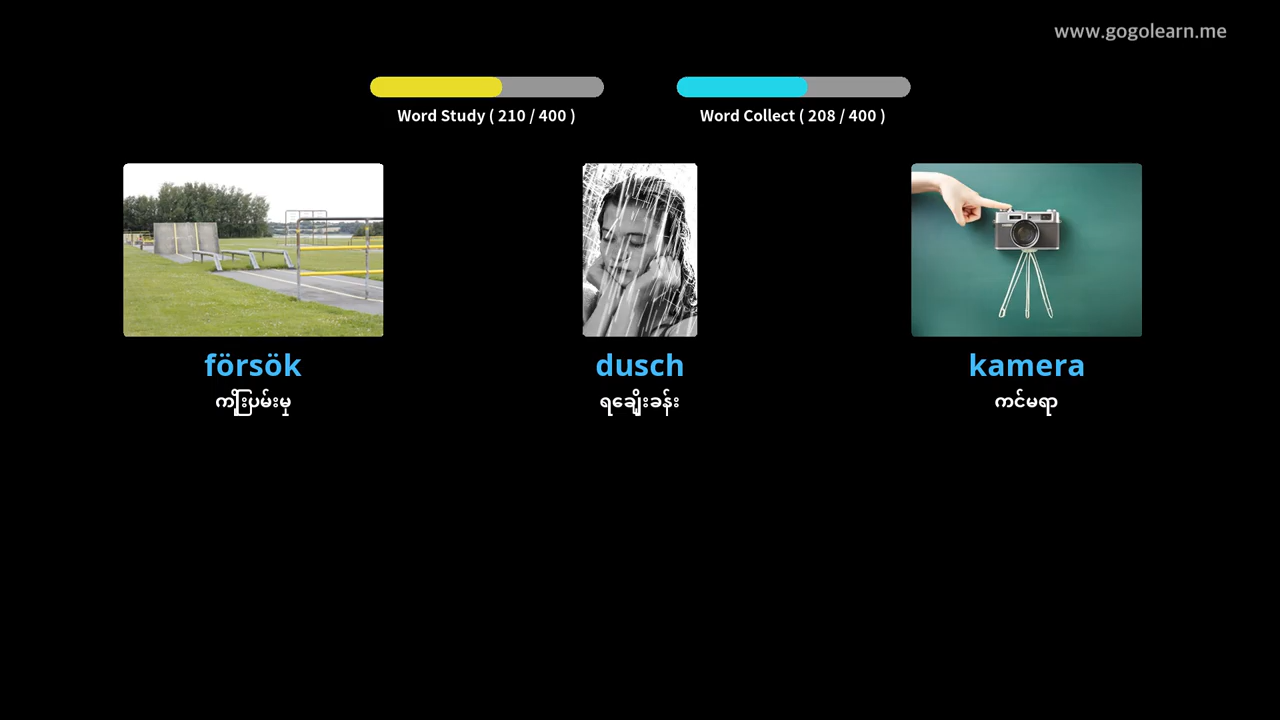 www.gogolearn.me
Word Study ( 210 / 400 )
Word Collect ( 208 / 400 )
försök
dusch
kamera
ကြိုးပမ်းမှု
ရေချိုးခန်း
ကင်မရာ